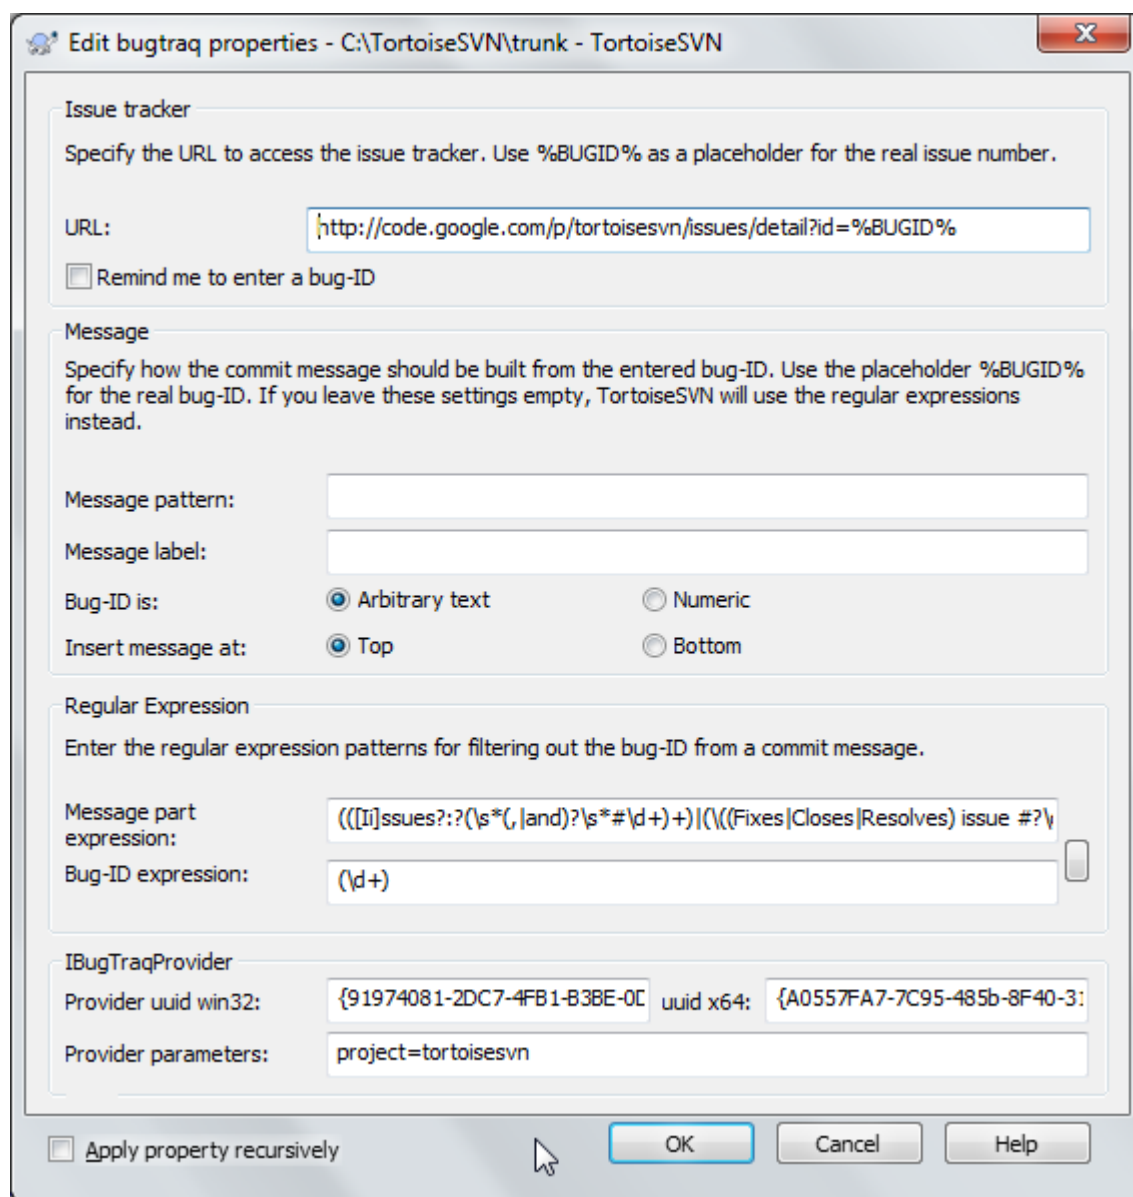 Edit bugtraq properties - C:\TortoiseSVN\trunk - TortoiseSVN
Issue tracker
Specify the URL to access the issue tracker. Use %BUGID% as a placeholder for the real issue number.
URL: http://code.google.com/p/tortoisesvn/issues/detail?id=%BUGID%
Remind me to enter a bug-ID
Message
Specify how the commit message should be built from the entered bug-ID. Use the placeholder %BUGID%
for the real bug-ID. If you leave these settings empty, TortoiseSVN will use the regular expressions
instead.
Message pattern:
Message label:
Bug-ID is: Arbitrary text Numeric
Insert message at: Top Bottom
Regular Expression
Enter the regular expression patterns for filtering out the bug-ID from a commit message.
Message part
expression: (([Ii]ssues?:?(\s*(,|and)?\s*#\d+)+)|(\((Fixes|Closes|Resolves) issue #?\
Bug-ID expression: (\d+)
IBugTraqProvider
Provider uuid win32: {91974081-2DC7-4FB1-B3BE-0D uuid x64: {A0557FA7-7C95-485b-8F40-31
Provider parameters: project=tortoisesvn
Apply property recursively OK Cancel Help